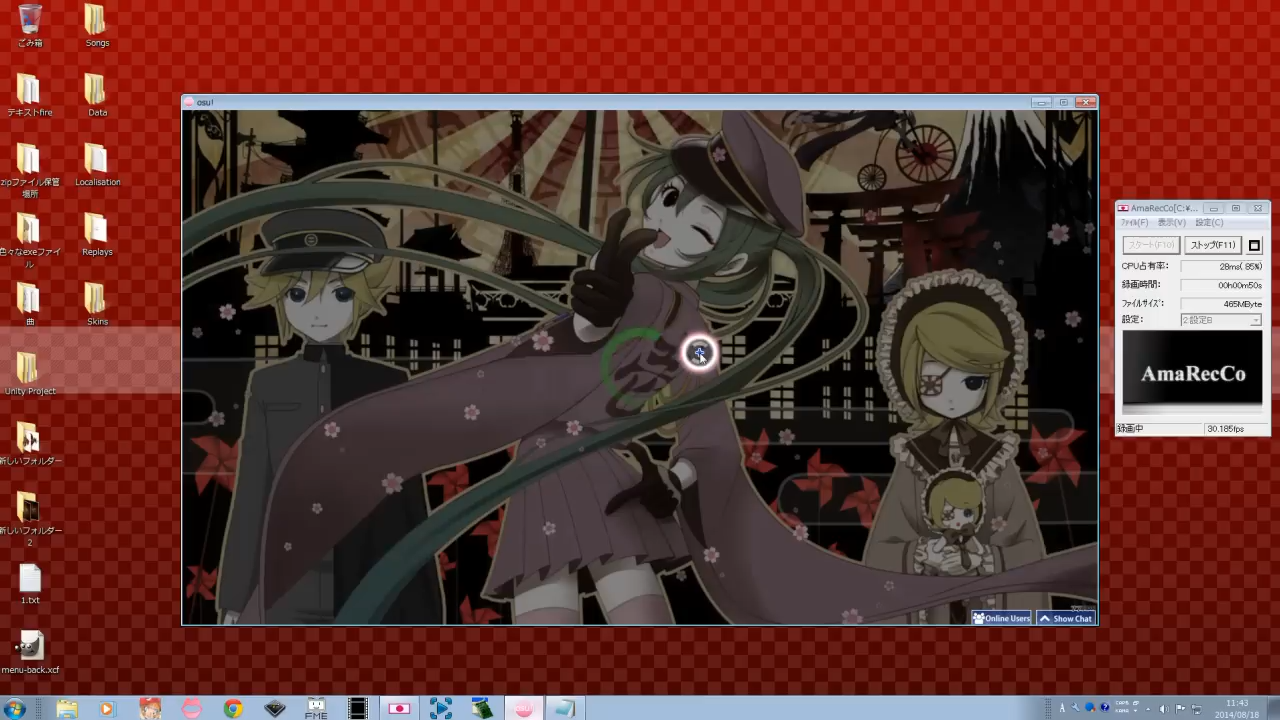 ごみ箱
Songs
テキストfire
Data
zipファイル保管
場所
Localisation
色々なexeファイ
ル
Replays
曲
Skins
Unity Project
新しいフォルダー
新しいフォルダー
2
1.txt
menu-back.xcf
osu!
Online Users
Show Chat
AmaRecCo[C:¥...
ファイル(F) 表示(V) 設定(C)
スタート(F10) ストップ(F11)
CPU占有率: 28ms( 85%)
録画時間: 00h00m50s
ファイルサイズ: 465MByte
設定: 2:設定B
AmaRecCo
録画中 30.185fps
FME
osu!
A
CAPS
KANA
11:43
2014/08/18